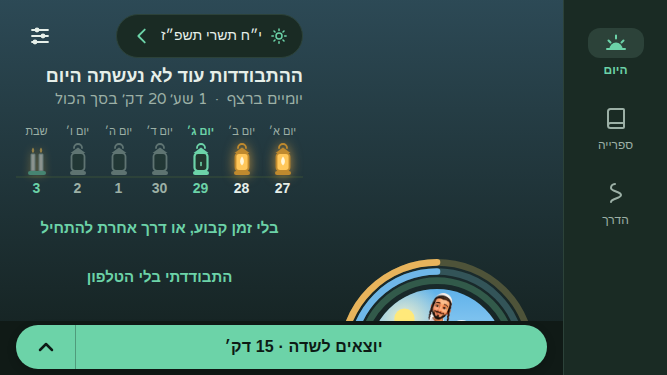 י״ח תשרי תשפ״ז
ההתבודדות עוד לא נעשתה היום
יומיים ברצף · 1 שע׳ 20 דק׳ בסך הכול
יום א׳ יום ב׳ יום ג׳ יום ד׳ יום ה׳ יום ו׳ שבת
27 28 29 30 1 2 3
בלי זמן קבוע, או דרך אחרת להתחיל
התבודדתי בלי הטלפון
יוצאים לשדה · 15 דק׳
היום
ספרייה
הדרך